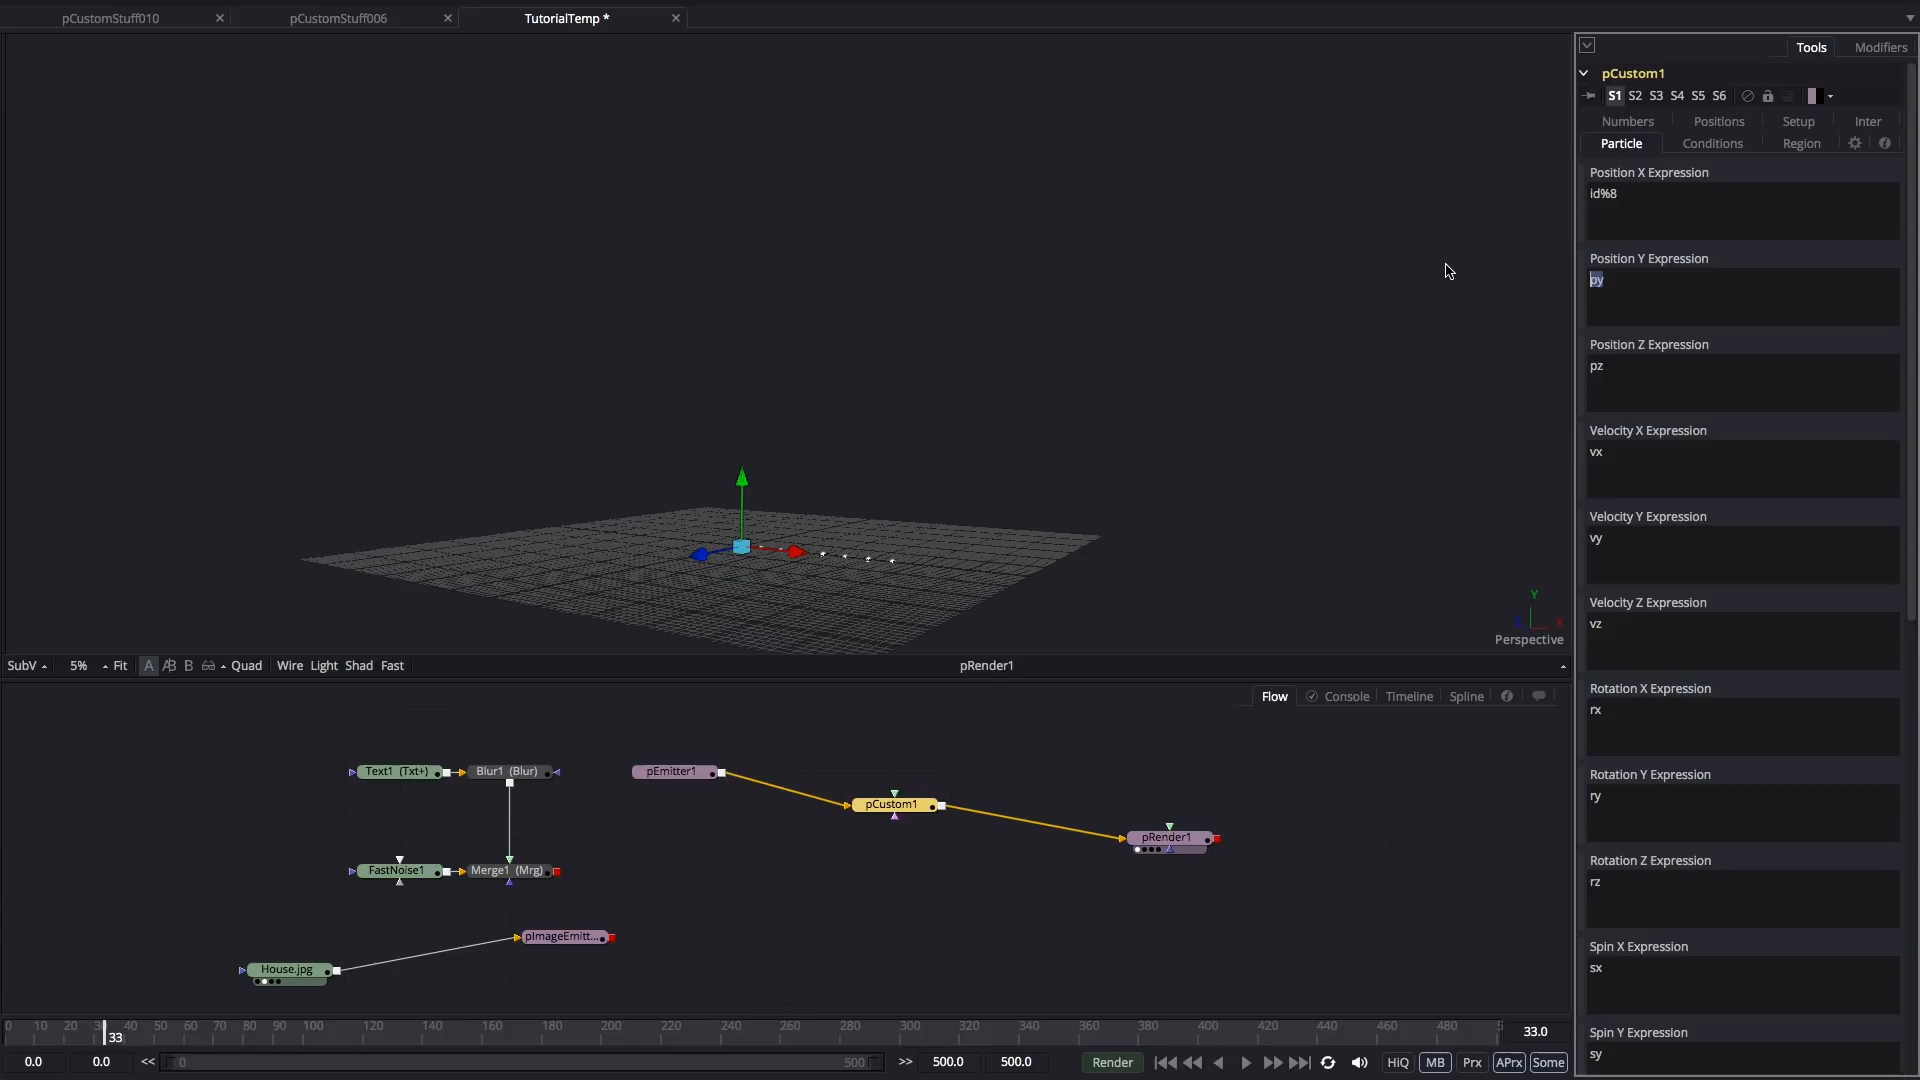 pCustomStuff010
pCustomStuff006
TutorialTemp *
Tools
Modifiers
pCustom1
S1 S2 S3 S4 S5 S6
Numbers
Positions
Setup
Inter
Particle
Conditions
Region
Position X Expression
id%8
Position Y Expression
py
Position Z Expression
pz
Velocity X Expression
vx
Velocity Y Expression
vy
Velocity Z Expression
vz
Rotation X Expression
rx
Rotation Y Expression
ry
Rotation Z Expression
rz
Spin X Expression
sx
Spin Y Expression
sy
Y
X
Perspective
SubV
5%
Fit
A
B
Quad
Wire
Light
Shad
Fast
pRender1
Flow
Console
Timeline
Spline
Text1 (Txt+)
Blur1 (Blur)
pEmitter1
pCustom1
pRender1
FastNoise1
Merge1 (Mrg)
pImageEmitt...
House.jpg
0 10 20 40 50 60 70 80 90 100 120 140 160 180 200 220 240 260 280 300 320 340 360 380 400 420 440 460 480
33
33.0
0.0
0.0
<<
0
500
>>
500.0
500.0
Render
HiQ
MB
Prx
APrx
Some